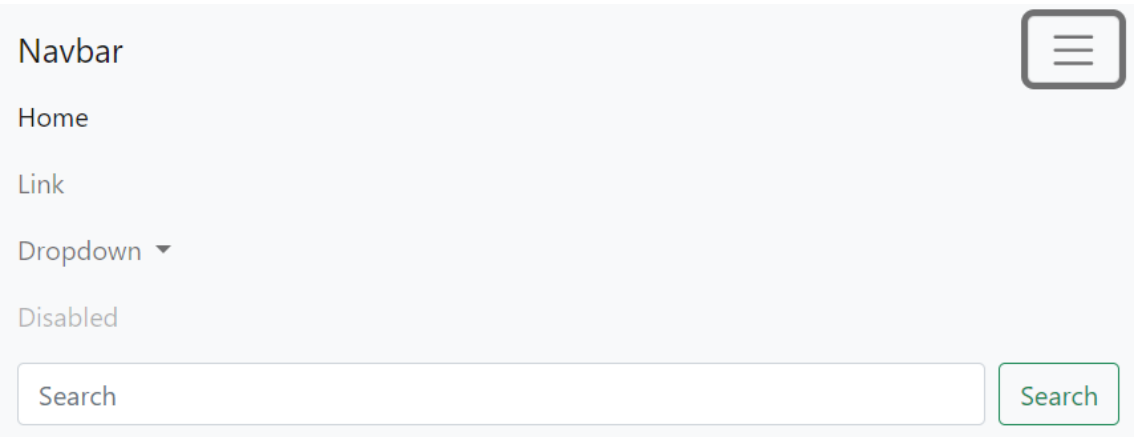 Navbar
Home
Link
Dropdown
Disabled
Search Search